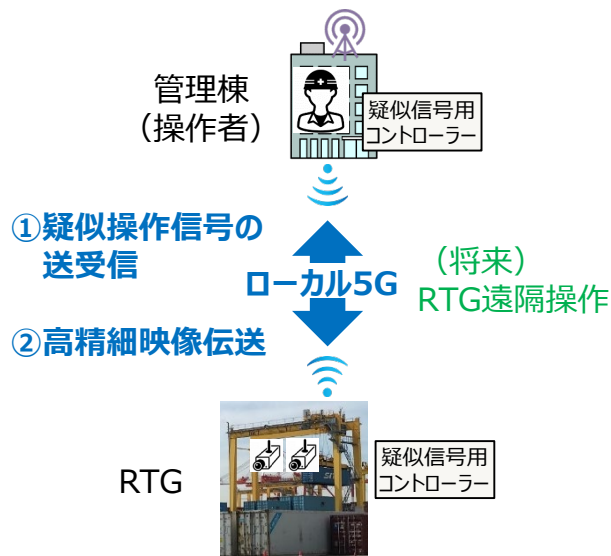 管理棟
（操作者）
疑似信号用
コントローラー
①疑似操作信号の
送受信
ローカル5G
（将来）
RTG遠隔操作
②高精細映像伝送
RTG
疑似信号用
コントローラー